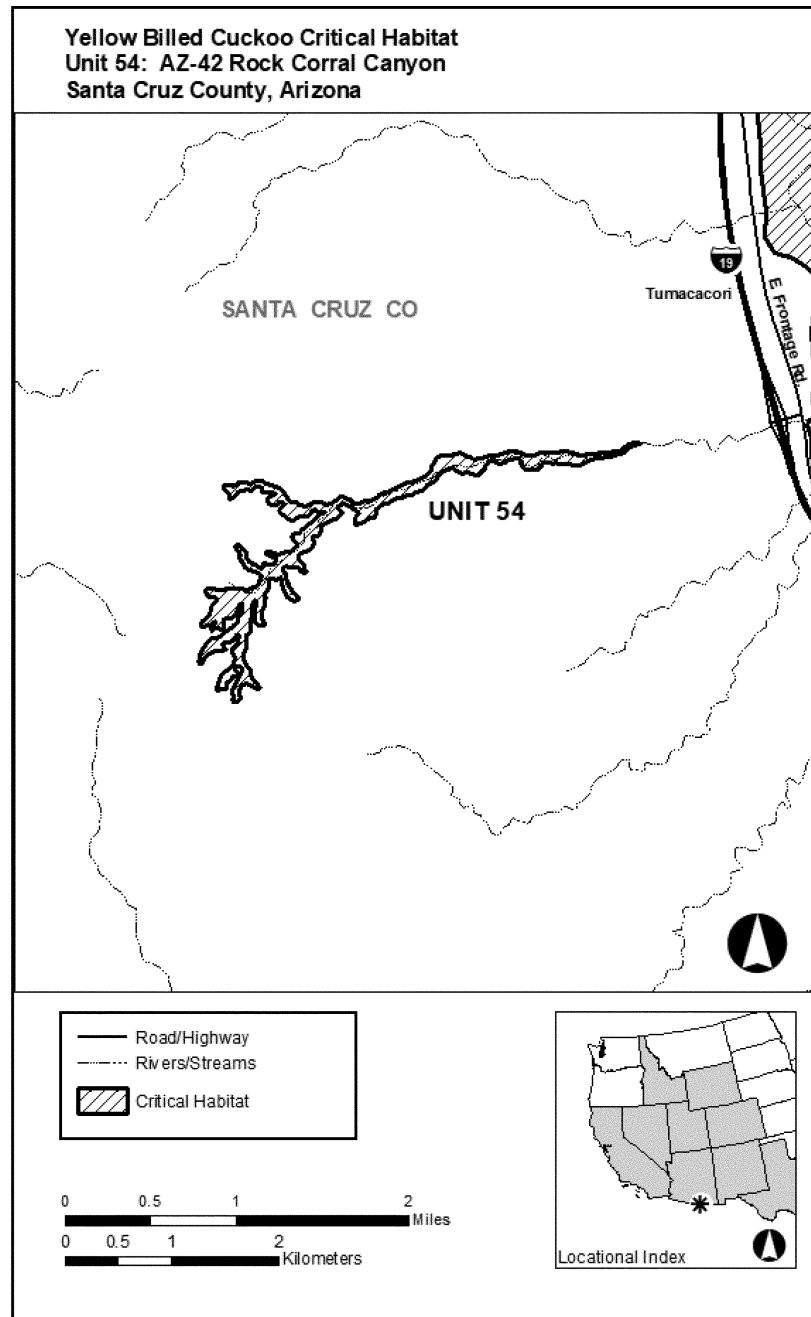 Yellow Billed Cuckoo Critical Habitat
Unit 54: AZ-42 Rock Corral Canyon
Santa Cruz County, Arizona
19
Tumacacori
SANTA CRUZ CO
E. Frontage Rd.
UNIT 54
Road/Highway
Rivers/Streams
Critical Habitat
0 0.5 1 2
Miles
0 0.5 1 2
Kilometers
Locational Index